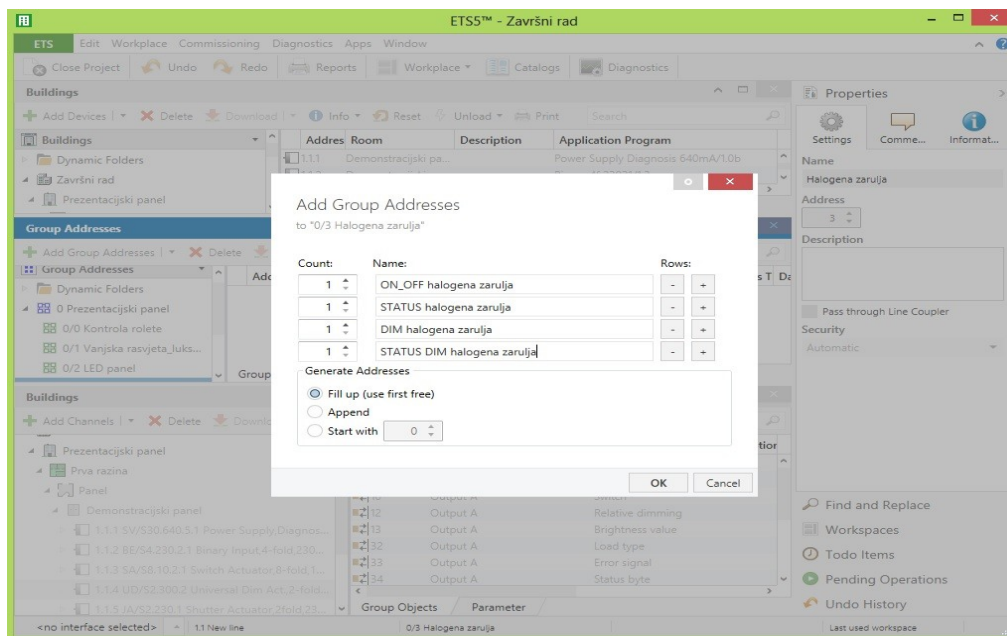 ETS5™ - Završni rad
ETS Edit Workplace Commissioning Diagnostics Apps Window
Close Project Undo Redo Reports Workplace Catalogs Diagnostics
Buildings
Add Devices Delete Download Info Reset Unload Print Search
Buildings
Addres Room Description Application Program
Dynamic Folders
1.1.1 Demonstracijski pa... Power Supply Diagnosis 640mA/1.0b
Završni rad
Prezentacijski panel
Group Addresses
Add Group Addresses Delete
Group Addresses
Dynamic Folders
0 Prezentacijski panel
0/0 Kontrola rolete
0/1 Vanjska rasvjeta_luks...
0/2 LED panel
Buildings
Add Channels Delete
Prezentacijski panel
Prva razina
Panel
Demonstracijski panel
1.1.1 SV/S30.640.5.1 Power Supply,Diagnos...
1.1.2 BE/S4.230.2.1 Binary Input,4-fold,230...
1.1.3 SA/S8.10.2.1 Switch Actuator,8-fold,1...
1.1.4 UD/S2.300.2 Universal Dim Act.,2-fold...
1.1.5 JA/S2.230.1 Shutter Actuator,2fold,23...
Add Group Addresses
to "0/3 Halogena zarulja"
Count: Name: Rows:
1 ON_OFF halogena zarulja - +
1 STATUS halogena zarulja - +
1 DIM halogena zarulja - +
1 STATUS DIM halogena zarulja - +
Generate Addresses
Fill up (use first free)
Append
Start with 0
OK Cancel
10 Output A Switch
12 Output A Relative dimming
13 Output A Brightness value
32 Output A Load type
33 Output A Error signal
34 Output A Status byte
Group Objects Parameter
Properties
Settings Comme... Informat...
Name
Halogena zarulja
Address
3
Description
Pass through Line Coupler
Security
Automatic
Find and Replace
Workspaces
Todo Items
Pending Operations
Undo History
<no interface selected> 1.1 New line 0/3 Halogena zarulja Last used workspace